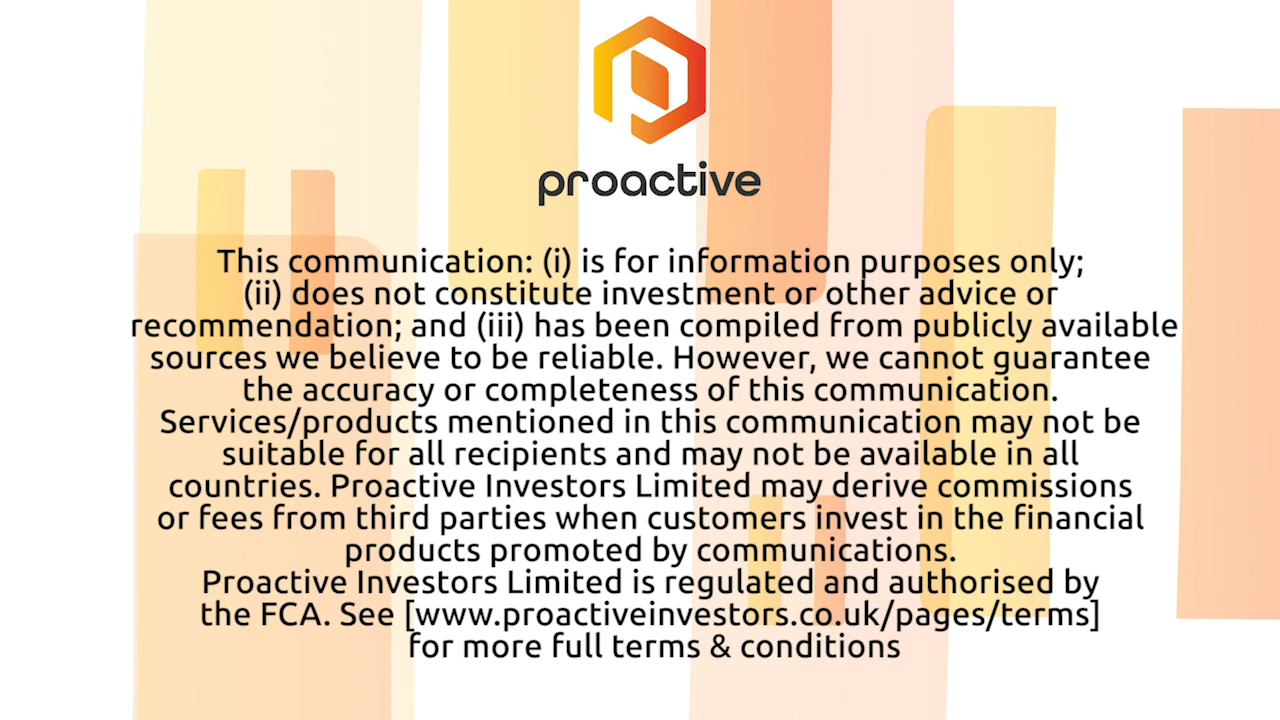 proactive
This communication: (i) is for information purposes only;
(ii) does not constitute investment or other advice or
recommendation; and (iii) has been compiled from publicly available
sources we believe to be reliable. However, we cannot guarantee
the accuracy or completeness of this communication.
Services/products mentioned in this communication may not be
suitable for all recipients and may not be available in all
countries. Proactive Investors Limited may derive commissions
or fees from third parties when customers invest in the financial
products promoted by communications.
Proactive Investors Limited is regulated and authorised by
the FCA. See [www.proactiveinvestors.co.uk/pages/terms]
for more full terms & conditions